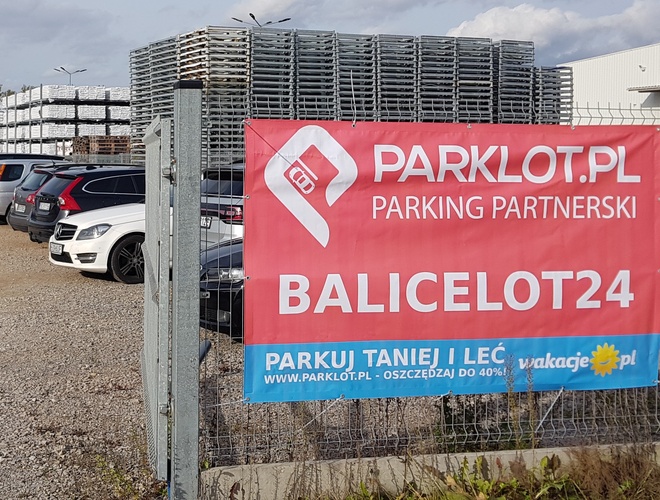 PARKLOT.PL
PARKING PARTNERSKI
BALICELOT24
PARKUJ TANIEJ I LEĆ
WWW.PARKLOT.PL - OSZCZĘDZAJ DO 40%!
wakacje.pl